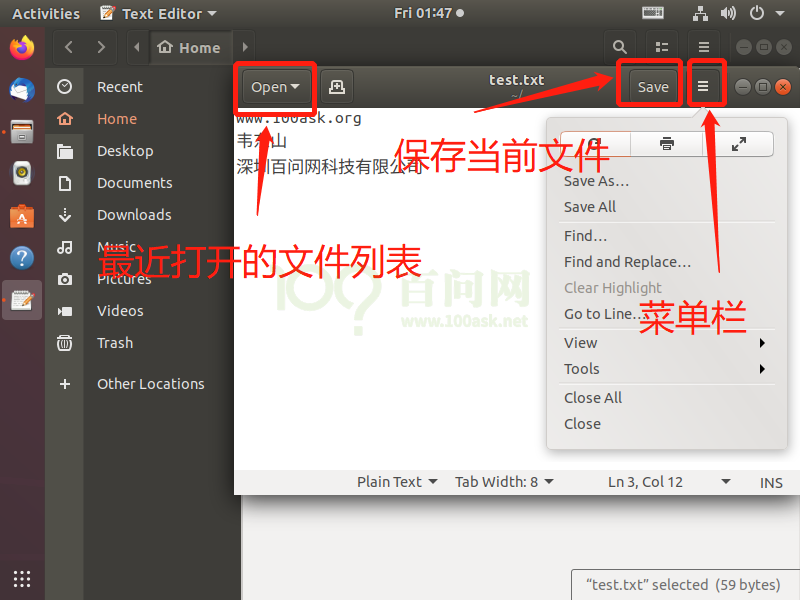 Activities
Text Editor
Fri 01:47
Home
Open
test.txt
~/
Save
www.100ask.org
韦东山
深圳百问网科技有限公司
保存当前文件
最近打开的文件列表
菜单栏
Recent
Home
Desktop
Documents
Downloads
Music
Pictures
Videos
Trash
Other Locations
Save As…
Save All
Find…
Find and Replace…
Clear Highlight
Go to Line…
View
Tools
Close All
Close
百问网
www.100ask.net
Plain Text
Tab Width: 8
Ln 3, Col 12
INS
“test.txt” selected (59 bytes)